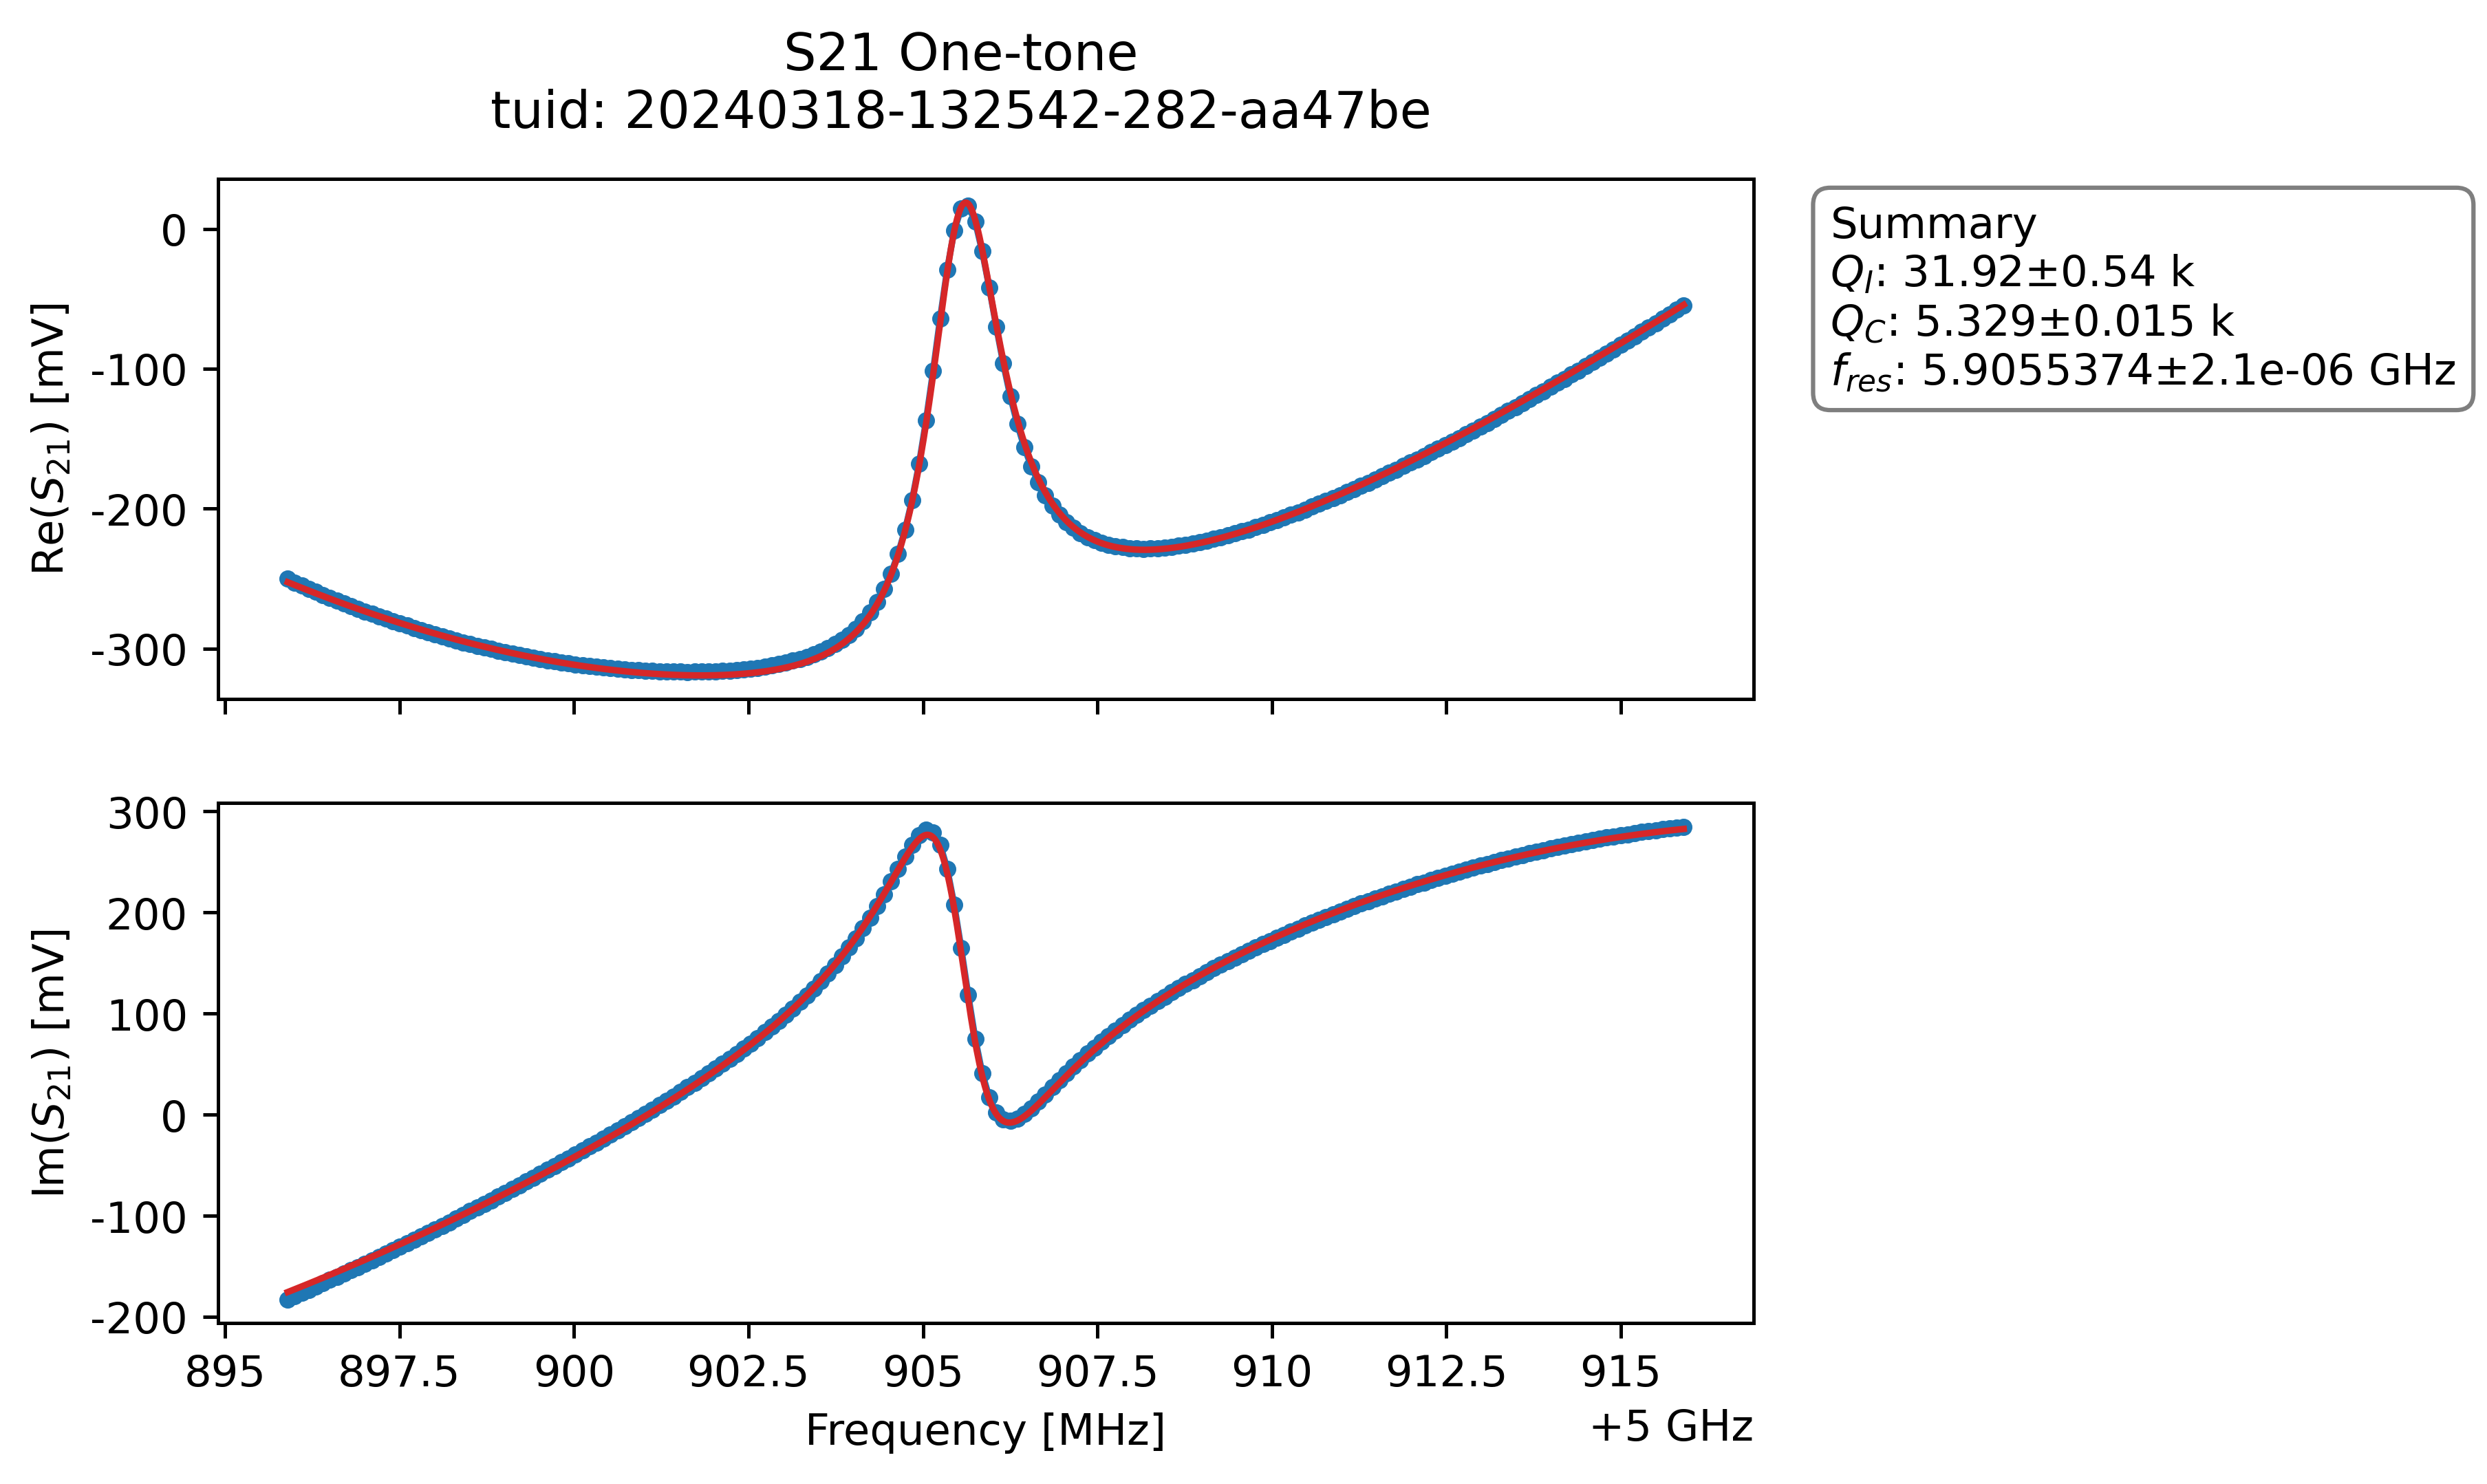 S21 One-tone
tuid: 20240318-132542-282-aa47be
0
-100
-200
-300
Re(S21) [mV]
Summary
QI: 31.92±0.54 k
QC: 5.329±0.015 k
fres: 5.9055374±2.1e-06 GHz
300
200
100
0
-100
-200
Im(S21) [mV]
895 897.5 900 902.5 905 907.5 910 912.5 915
Frequency [MHz]
+5 GHz